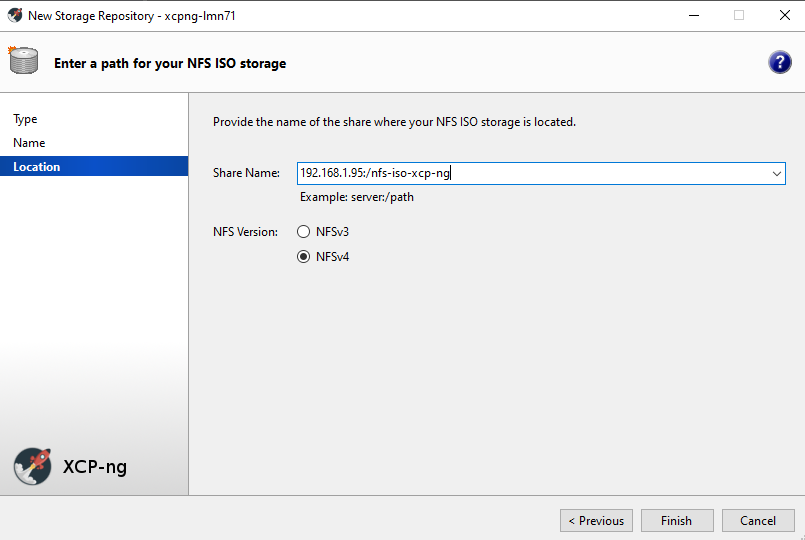 New Storage Repository - xcpng-lmn71
Enter a path for your NFS ISO storage
?
Type
Name
Location
Provide the name of the share where your NFS ISO storage is located.
Share Name: 192.168.1.95:/nfs-iso-xcp-ng
Example: server:/path
NFS Version: NFSv3
NFSv4
XCP-ng
< Previous Finish Cancel